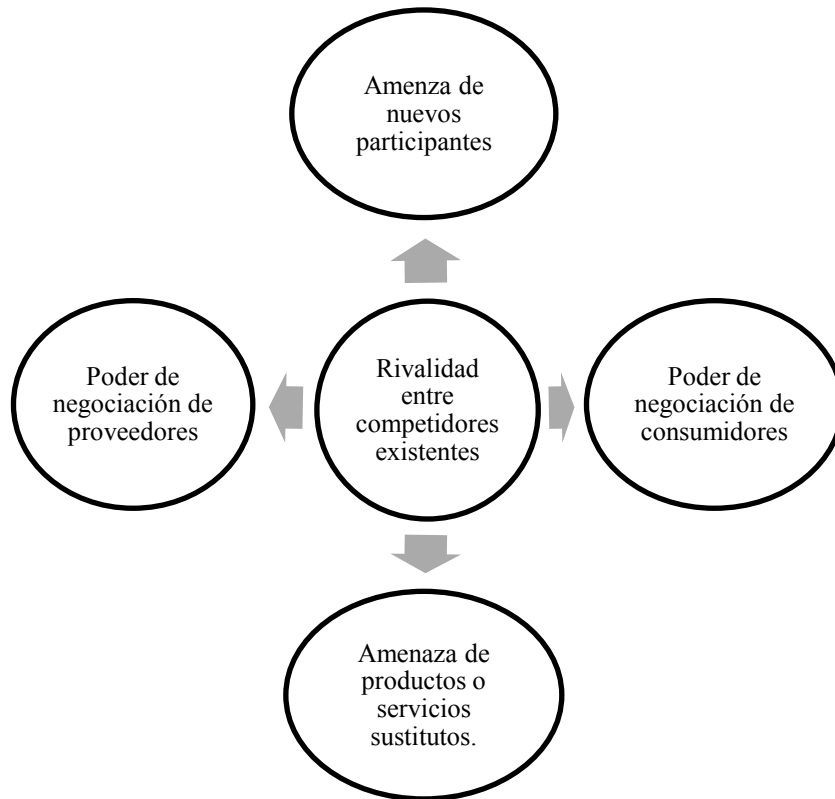 Amenza de
nuevos
participantes
Poder de
negociación de
proveedores
Rivalidad
entre
competidores
existentes
Poder de
negociación de
consumidores
Amenaza de
productos o
servicios
sustitutos.